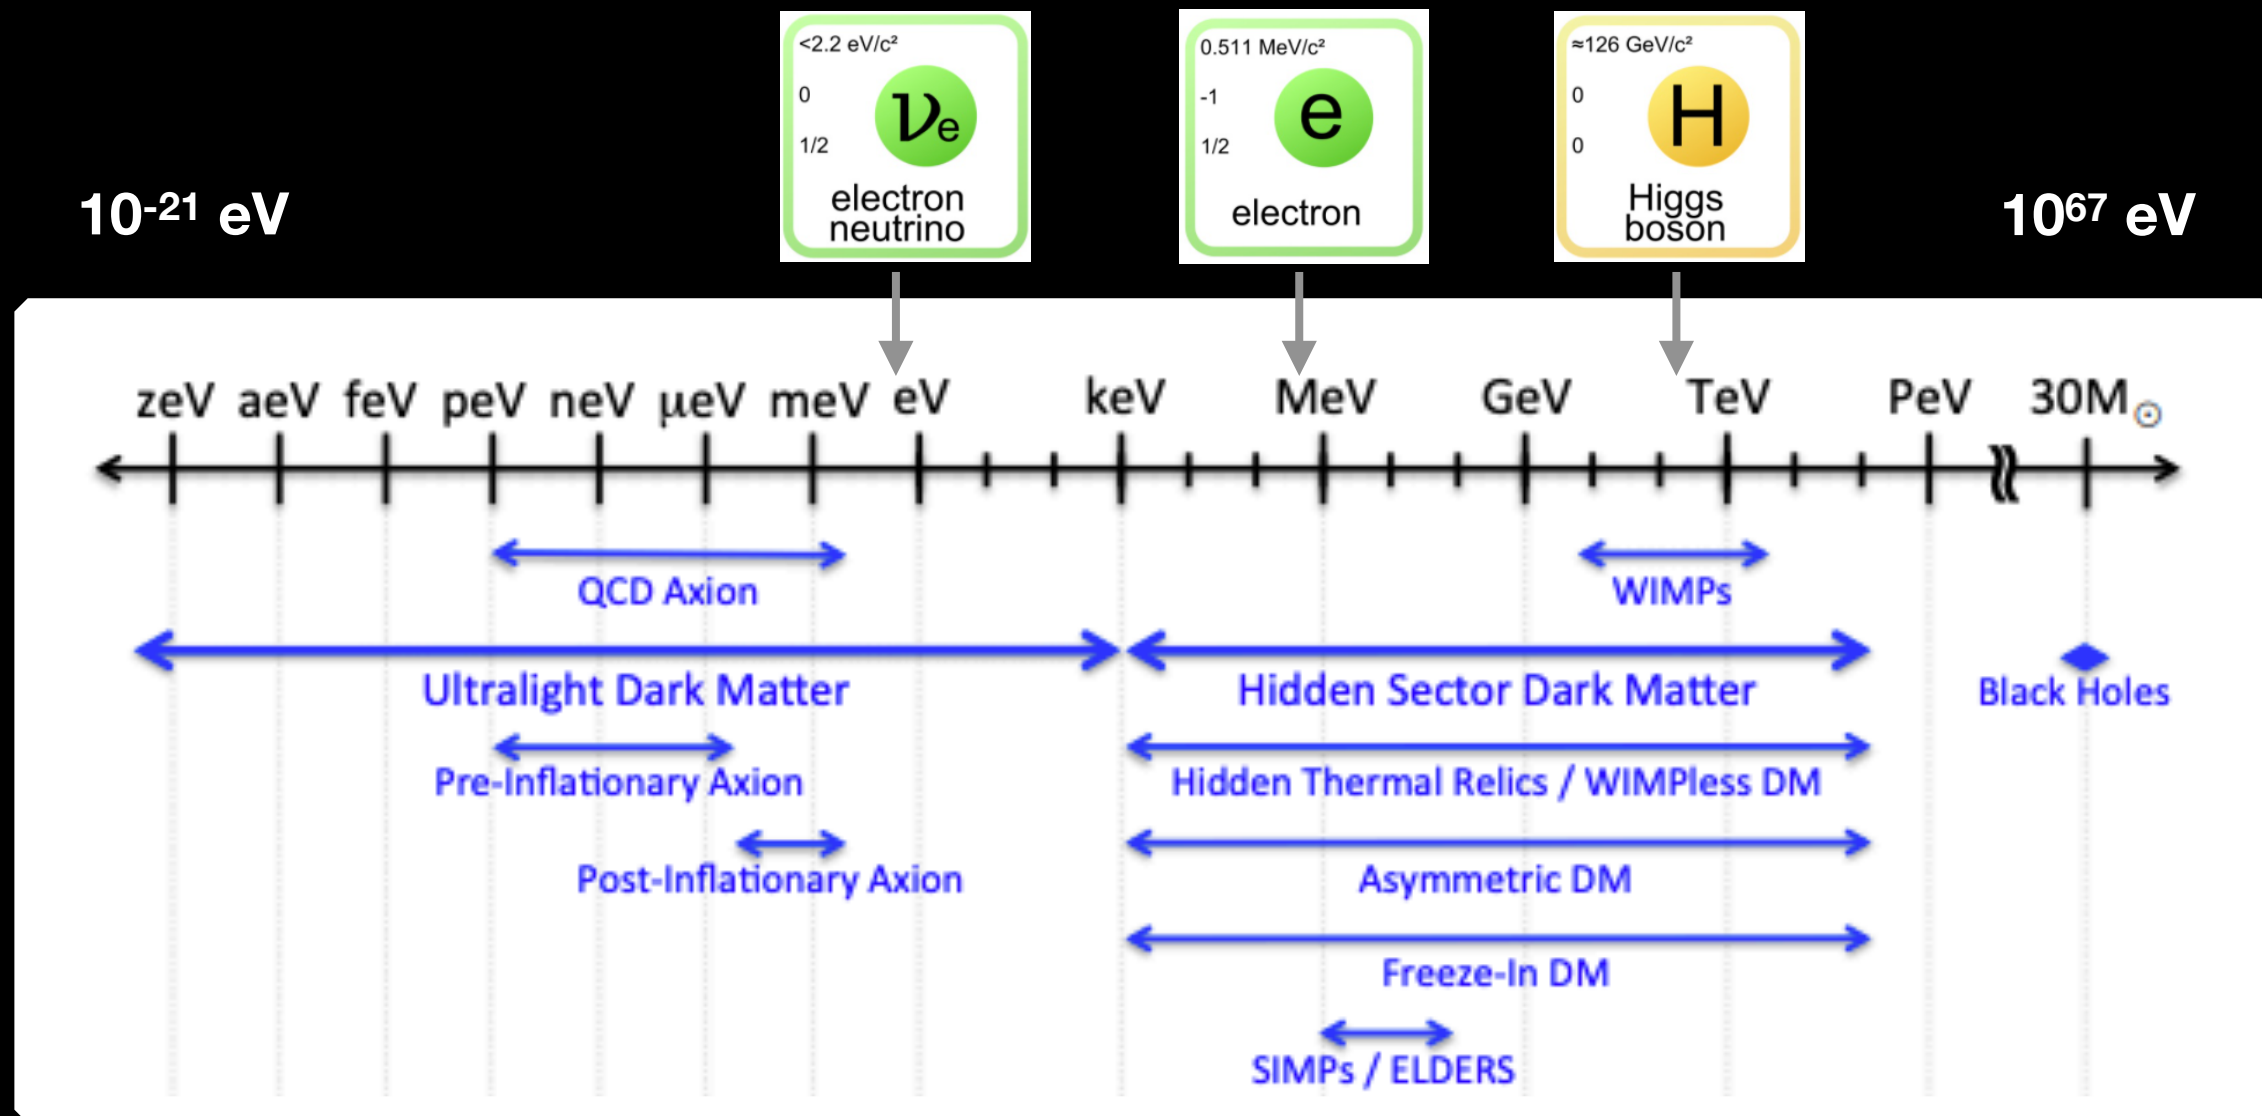 <2.2 eV/c²
0
1/2
νe
electron
neutrino
0.511 MeV/c²
-1
1/2
e
electron
≈126 GeV/c²
0
0
H
Higgs
boson
10⁻²¹ eV
10⁶⁷ eV
zeV aeV feV peV neV μeV meV eV keV MeV GeV TeV PeV 30M☉
QCD Axion
WIMPs
Ultralight Dark Matter
Hidden Sector Dark Matter
Black Holes
Pre-Inflationary Axion
Hidden Thermal Relics / WIMPless DM
Post-Inflationary Axion
Asymmetric DM
Freeze-In DM
SIMPs / ELDERS